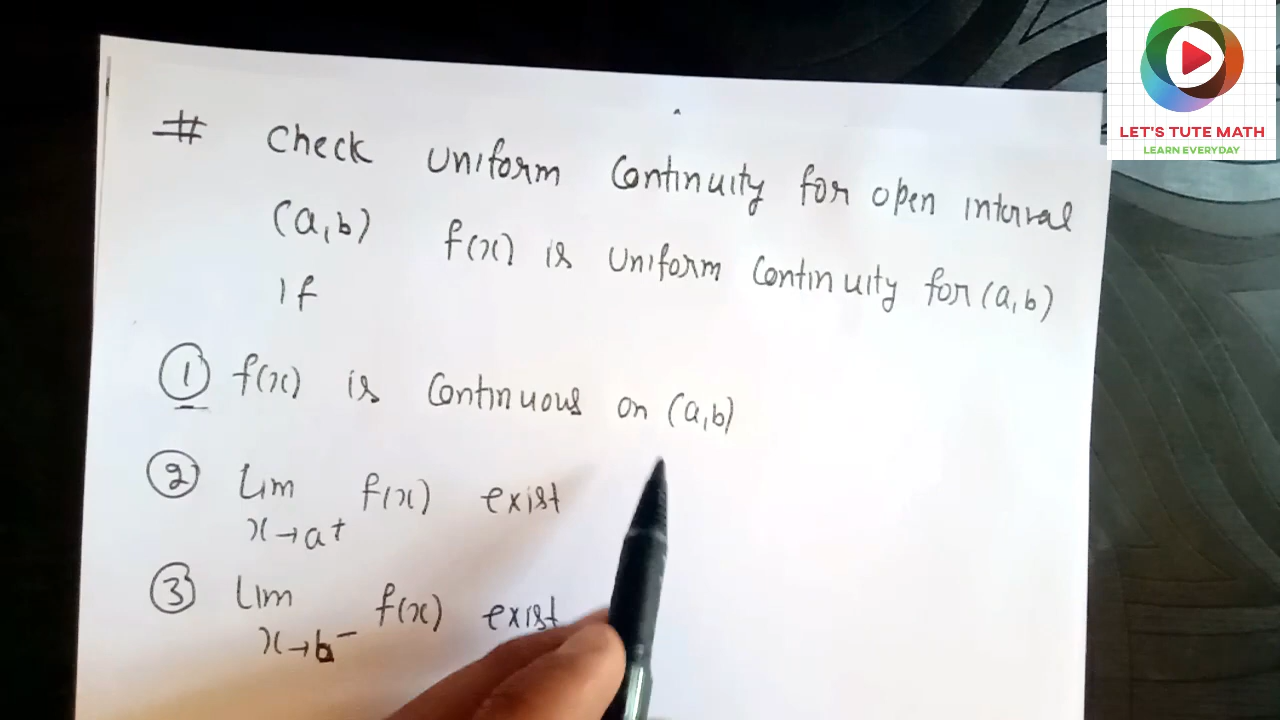 # Check Uniform Continuity for open interval
(a,b) f(x) is Uniform Continuity for (a,b)
If
① f(x) is Continuous on (a,b)
② Lim f(x) exist
x→a+
③ Lim f(x) exist
x→b−
LET'S TUTE MATH
LEARN EVERYDAY